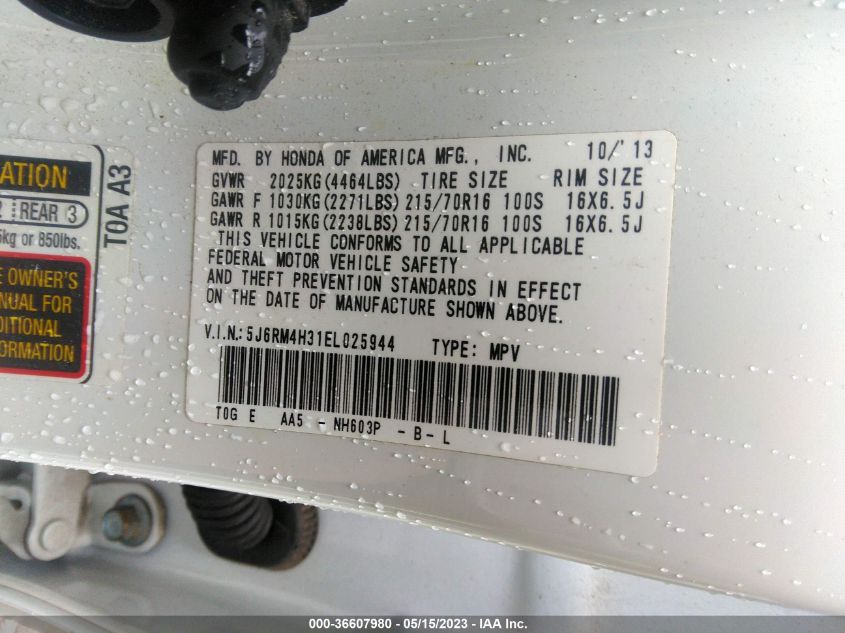 ATION
2 REAR 3
5kg or 850lbs.
E OWNER'S
NUAL FOR
DITIONAL
FORMATION
T0A A3
MFD. BY HONDA OF AMERICA MFG., INC. 10/'13
GVWR 2025KG(4464LBS) TIRE SIZE RIM SIZE
GAWR F 1030KG(2271LBS) 215/70R16 100S 16X6.5J
GAWR R 1015KG(2238LBS) 215/70R16 100S 16X6.5J
THIS VEHICLE CONFORMS TO ALL APPLICABLE
FEDERAL MOTOR VEHICLE SAFETY
AND THEFT PREVENTION STANDARDS IN EFFECT
ON THE DATE OF MANUFACTURE SHOWN ABOVE.
V.I.N.:5J6RM4H31EL025944 TYPE: MPV
T0G E AA5 - NH603P - B - L
000-36607980 - 05/15/2023 - IAA Inc.